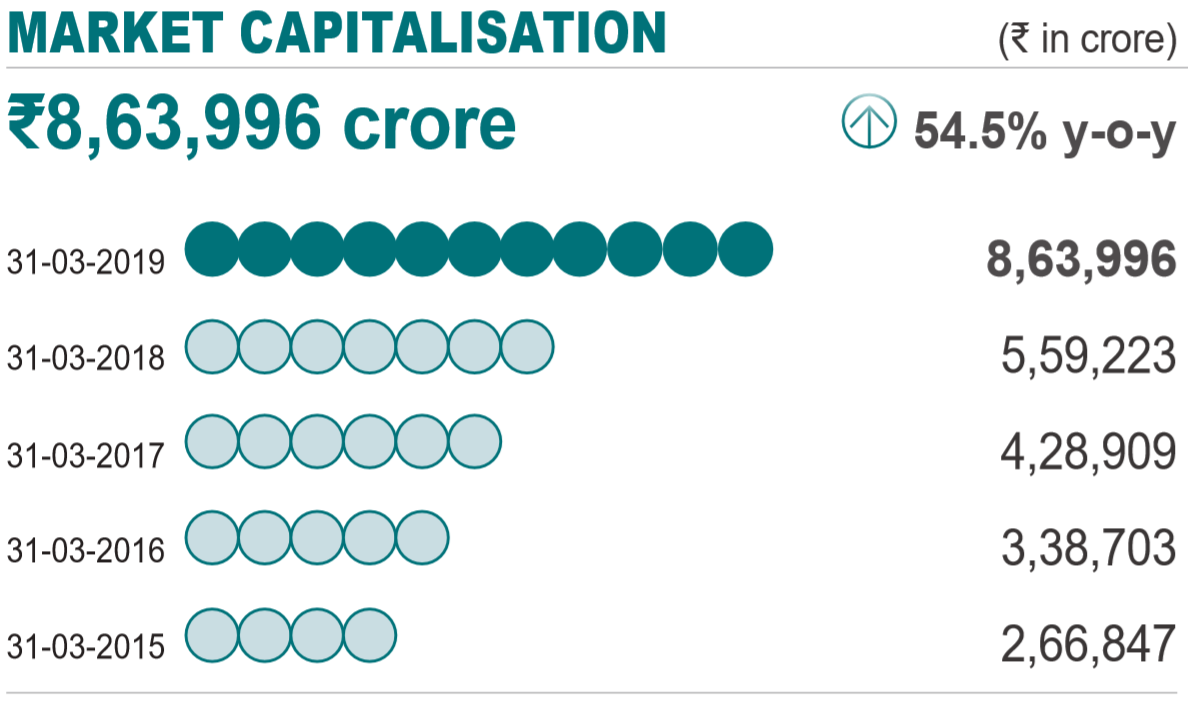 MARKET CAPITALISATION (₹ in crore)
₹8,63,996 crore 54.5% y-o-y
31-03-2019 8,63,996
31-03-2018 5,59,223
31-03-2017 4,28,909
31-03-2016 3,38,703
31-03-2015 2,66,847